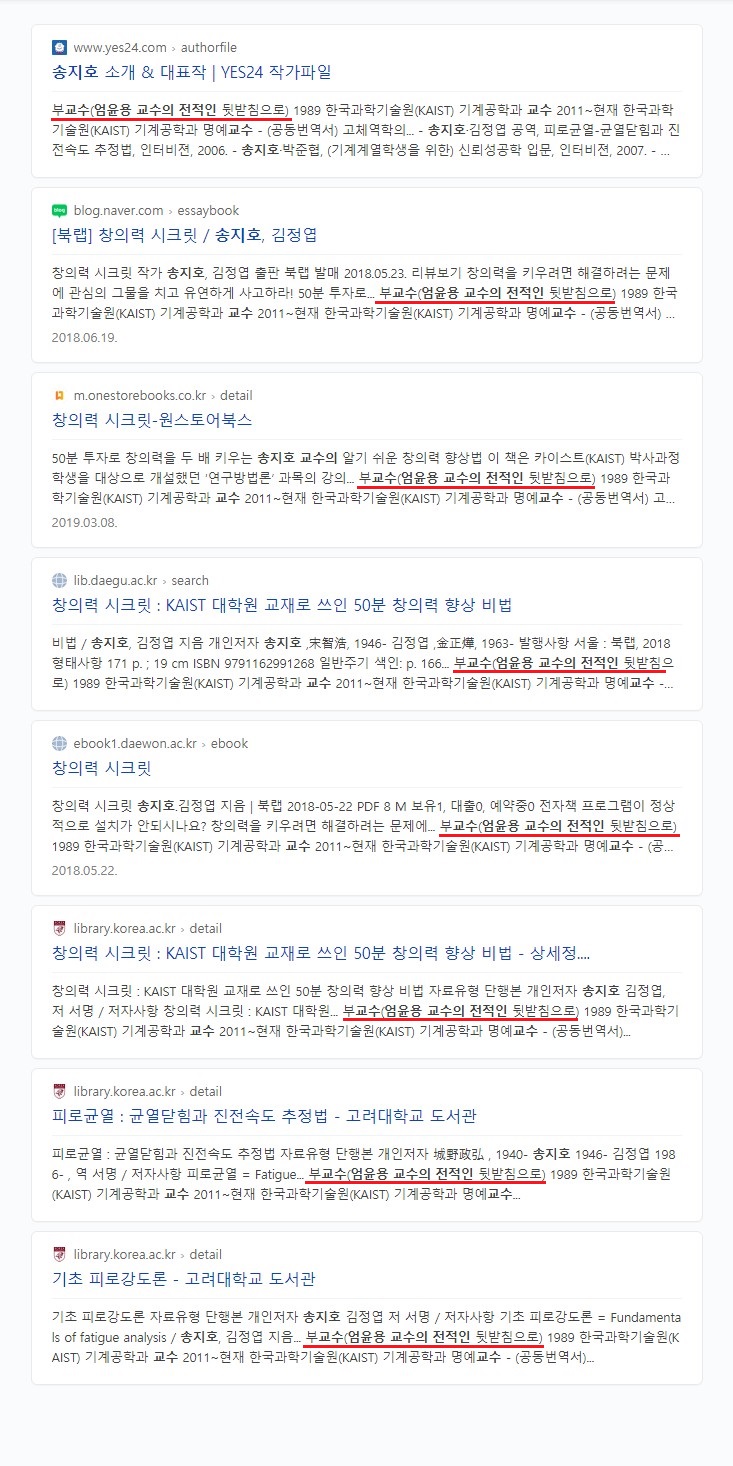 www.yes24.com › authorfile
송지호 소개 & 대표작 | YES24 작가파일
부교수(엄윤용 교수의 전적인 뒷받침으로) 1989 한국과학기술원(KAIST) 기계공학과 교수 2011~현재 한국과학
기술원(KAIST) 기계공학과 명예교수 - (공동번역서) 고체역학의... - 송지호·김정엽 공역, 피로균열-균열닫힘과 진
전속도 추정법, 인터비젼, 2006. - 송지호·박준협, (기계계열학생을 위한) 신뢰성공학 입문, 인터비젼, 2007. - ...
blog.naver.com › essaybook
[북랩] 창의력 시크릿 / 송지호, 김정엽
창의력 시크릿 작가 송지호, 김정엽 출판 북랩 발매 2018.05.23. 리뷰보기 창의력을 키우려면 해결하려는 문제
에 관심의 그물을 치고 유연하게 사고하라! 50분 투자로... 부교수(엄윤용 교수의 전적인 뒷받침으로) 1989 한국
과학기술원(KAIST) 기계공학과 교수 2011~현재 한국과학기술원(KAIST) 기계공학과 명예교수 - (공동번역서) ...
2018.06.19.
m.onestorebooks.co.kr › detail
창의력 시크릿-원스토어북스
50분 투자로 창의력을 두 배 키우는 송지호 교수의 알기 쉬운 창의력 향상법 이 책은 카이스트(KAIST) 박사과정
학생을 대상으로 개설했던 '연구방법론' 과목의 강의... 부교수(엄윤용 교수의 전적인 뒷받침으로) 1989 한국과
학기술원(KAIST) 기계공학과 교수 2011~현재 한국과학기술원(KAIST) 기계공학과 명예교수 - (공동번역서) 고...
2019.03.08.
lib.daegu.ac.kr › search
창의력 시크릿 : KAIST 대학원 교재로 쓰인 50분 창의력 향상 비법
비법 / 송지호, 김정엽 지음 개인저자 송지호 ,宋智浩, 1946- 김정엽 ,金正燁, 1963- 발행사항 서울 : 북랩, 2018
형태사항 171 p. ; 19 cm ISBN 9791162991268 일반주기 색인: p. 166... 부교수(엄윤용 교수의 전적인 뒷받침으
로) 1989 한국과학기술원(KAIST) 기계공학과 교수 2011~현재 한국과학기술원(KAIST) 기계공학과 명예교수 -...
ebook1.daewon.ac.kr › ebook
창의력 시크릿
창의력 시크릿 송지호.김정엽 지음 | 북랩 2018-05-22 PDF 8 M 보유1, 대출0, 예약중0 전자책 프로그램이 정상
적으로 설치가 안되시나요? 창의력을 키우려면 해결하려는 문제에... 부교수(엄윤용 교수의 전적인 뒷받침으로)
1989 한국과학기술원(KAIST) 기계공학과 교수 2011~현재 한국과학기술원(KAIST) 기계공학과 명예교수 - (공...
2018.05.22.
library.korea.ac.kr › detail
창의력 시크릿 : KAIST 대학원 교재로 쓰인 50분 창의력 향상 비법 - 상세정....
창의력 시크릿 : KAIST 대학원 교재로 쓰인 50분 창의력 향상 비법 자료유형 단행본 개인저자 송지호 김정엽,
저 서명 / 저자사항 창의력 시크릿 : KAIST 대학원... 부교수(엄윤용 교수의 전적인 뒷받침으로) 1989 한국과학기
술원(KAIST) 기계공학과 교수 2011~현재 한국과학기술원(KAIST) 기계공학과 명예교수 - (공동번역서)...
library.korea.ac.kr › detail
피로균열 : 균열닫힘과 진전속도 추정법 - 고려대학교 도서관
피로균열 : 균열닫힘과 진전속도 추정법 자료유형 단행본 개인저자 城野政弘 , 1940- 송지호 1946- 김정엽 198
6- , 역 서명 / 저자사항 피로균열 = Fatigue... 부교수(엄윤용 교수의 전적인 뒷받침으로) 1989 한국과학기술원
(KAIST) 기계공학과 교수 2011~현재 한국과학기술원(KAIST) 기계공학과 명예교수...
library.korea.ac.kr › detail
기초 피로강도론 - 고려대학교 도서관
기초 피로강도론 자료유형 단행본 개인저자 송지호 김정엽 저 서명 / 저자사항 기초 피로강도론 = Fundamenta
ls of fatigue analysis / 송지호, 김정엽 지음... 부교수(엄윤용 교수의 전적인 뒷받침으로) 1989 한국과학기술원(K
AIST) 기계공학과 교수 2011~현재 한국과학기술원(KAIST) 기계공학과 명예교수 - (공동번역서)...